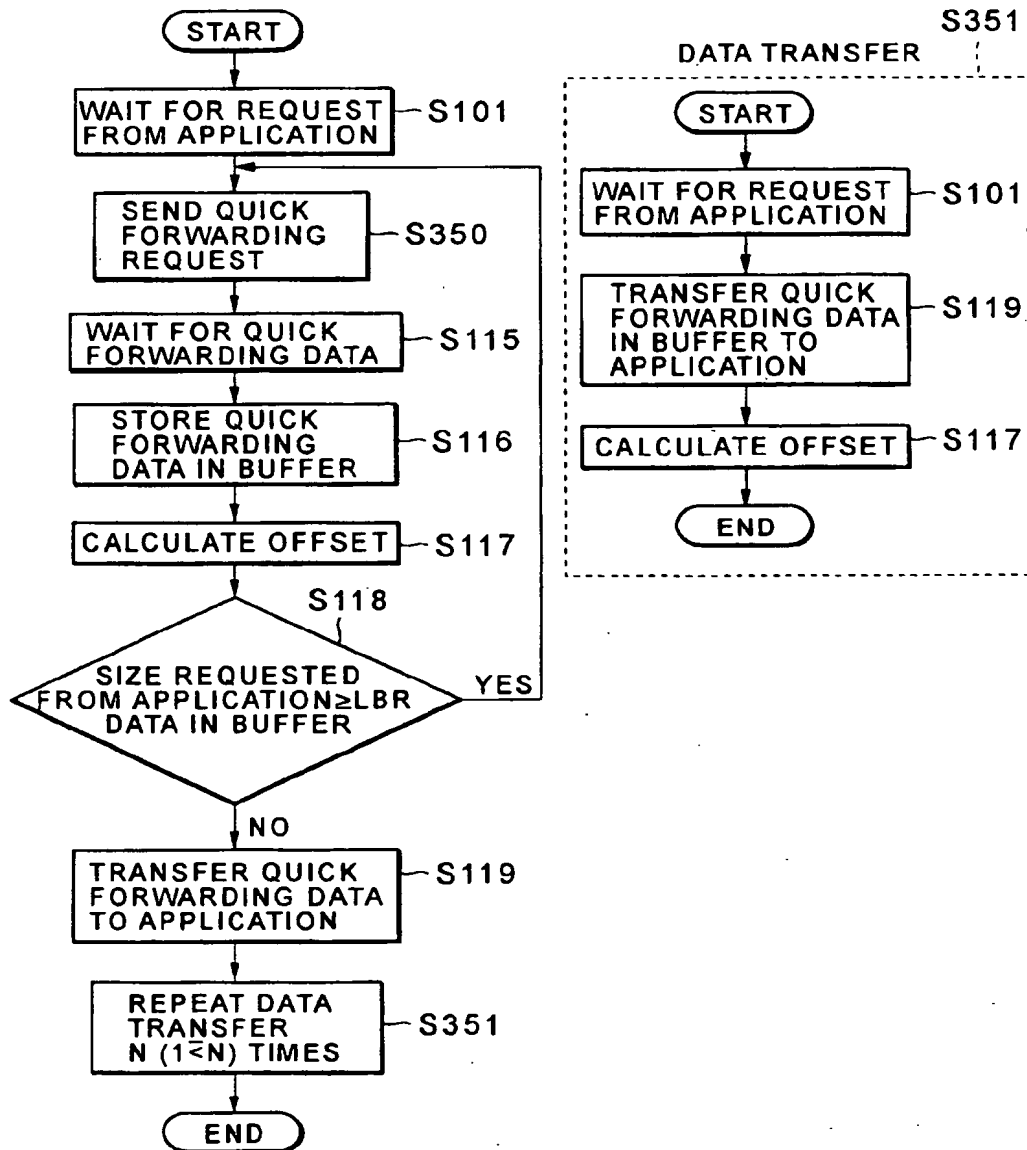 START
WAIT FOR REQUEST
FROM APPLICATION
S101
SEND QUICK
FORWARDING
REQUEST
S350
WAIT FOR QUICK
FORWARDING DATA
S115
STORE QUICK
FORWARDING
DATA IN BUFFER
S116
CALCULATE OFFSET
S117
S118
SIZE REQUESTED
FROM APPLICATION≥LBR
DATA IN BUFFER
YES
NO
TRANSFER QUICK
FORWARDING DATA
TO APPLICATION
S119
REPEAT DATA
TRANSFER
N (1≦N) TIMES
S351
END
S351
DATA TRANSFER
START
WAIT FOR REQUEST
FROM APPLICATION
S101
TRANSFER QUICK
FORWARDING DATA
IN BUFFER TO
APPLICATION
S119
CALCULATE OFFSET
S117
END